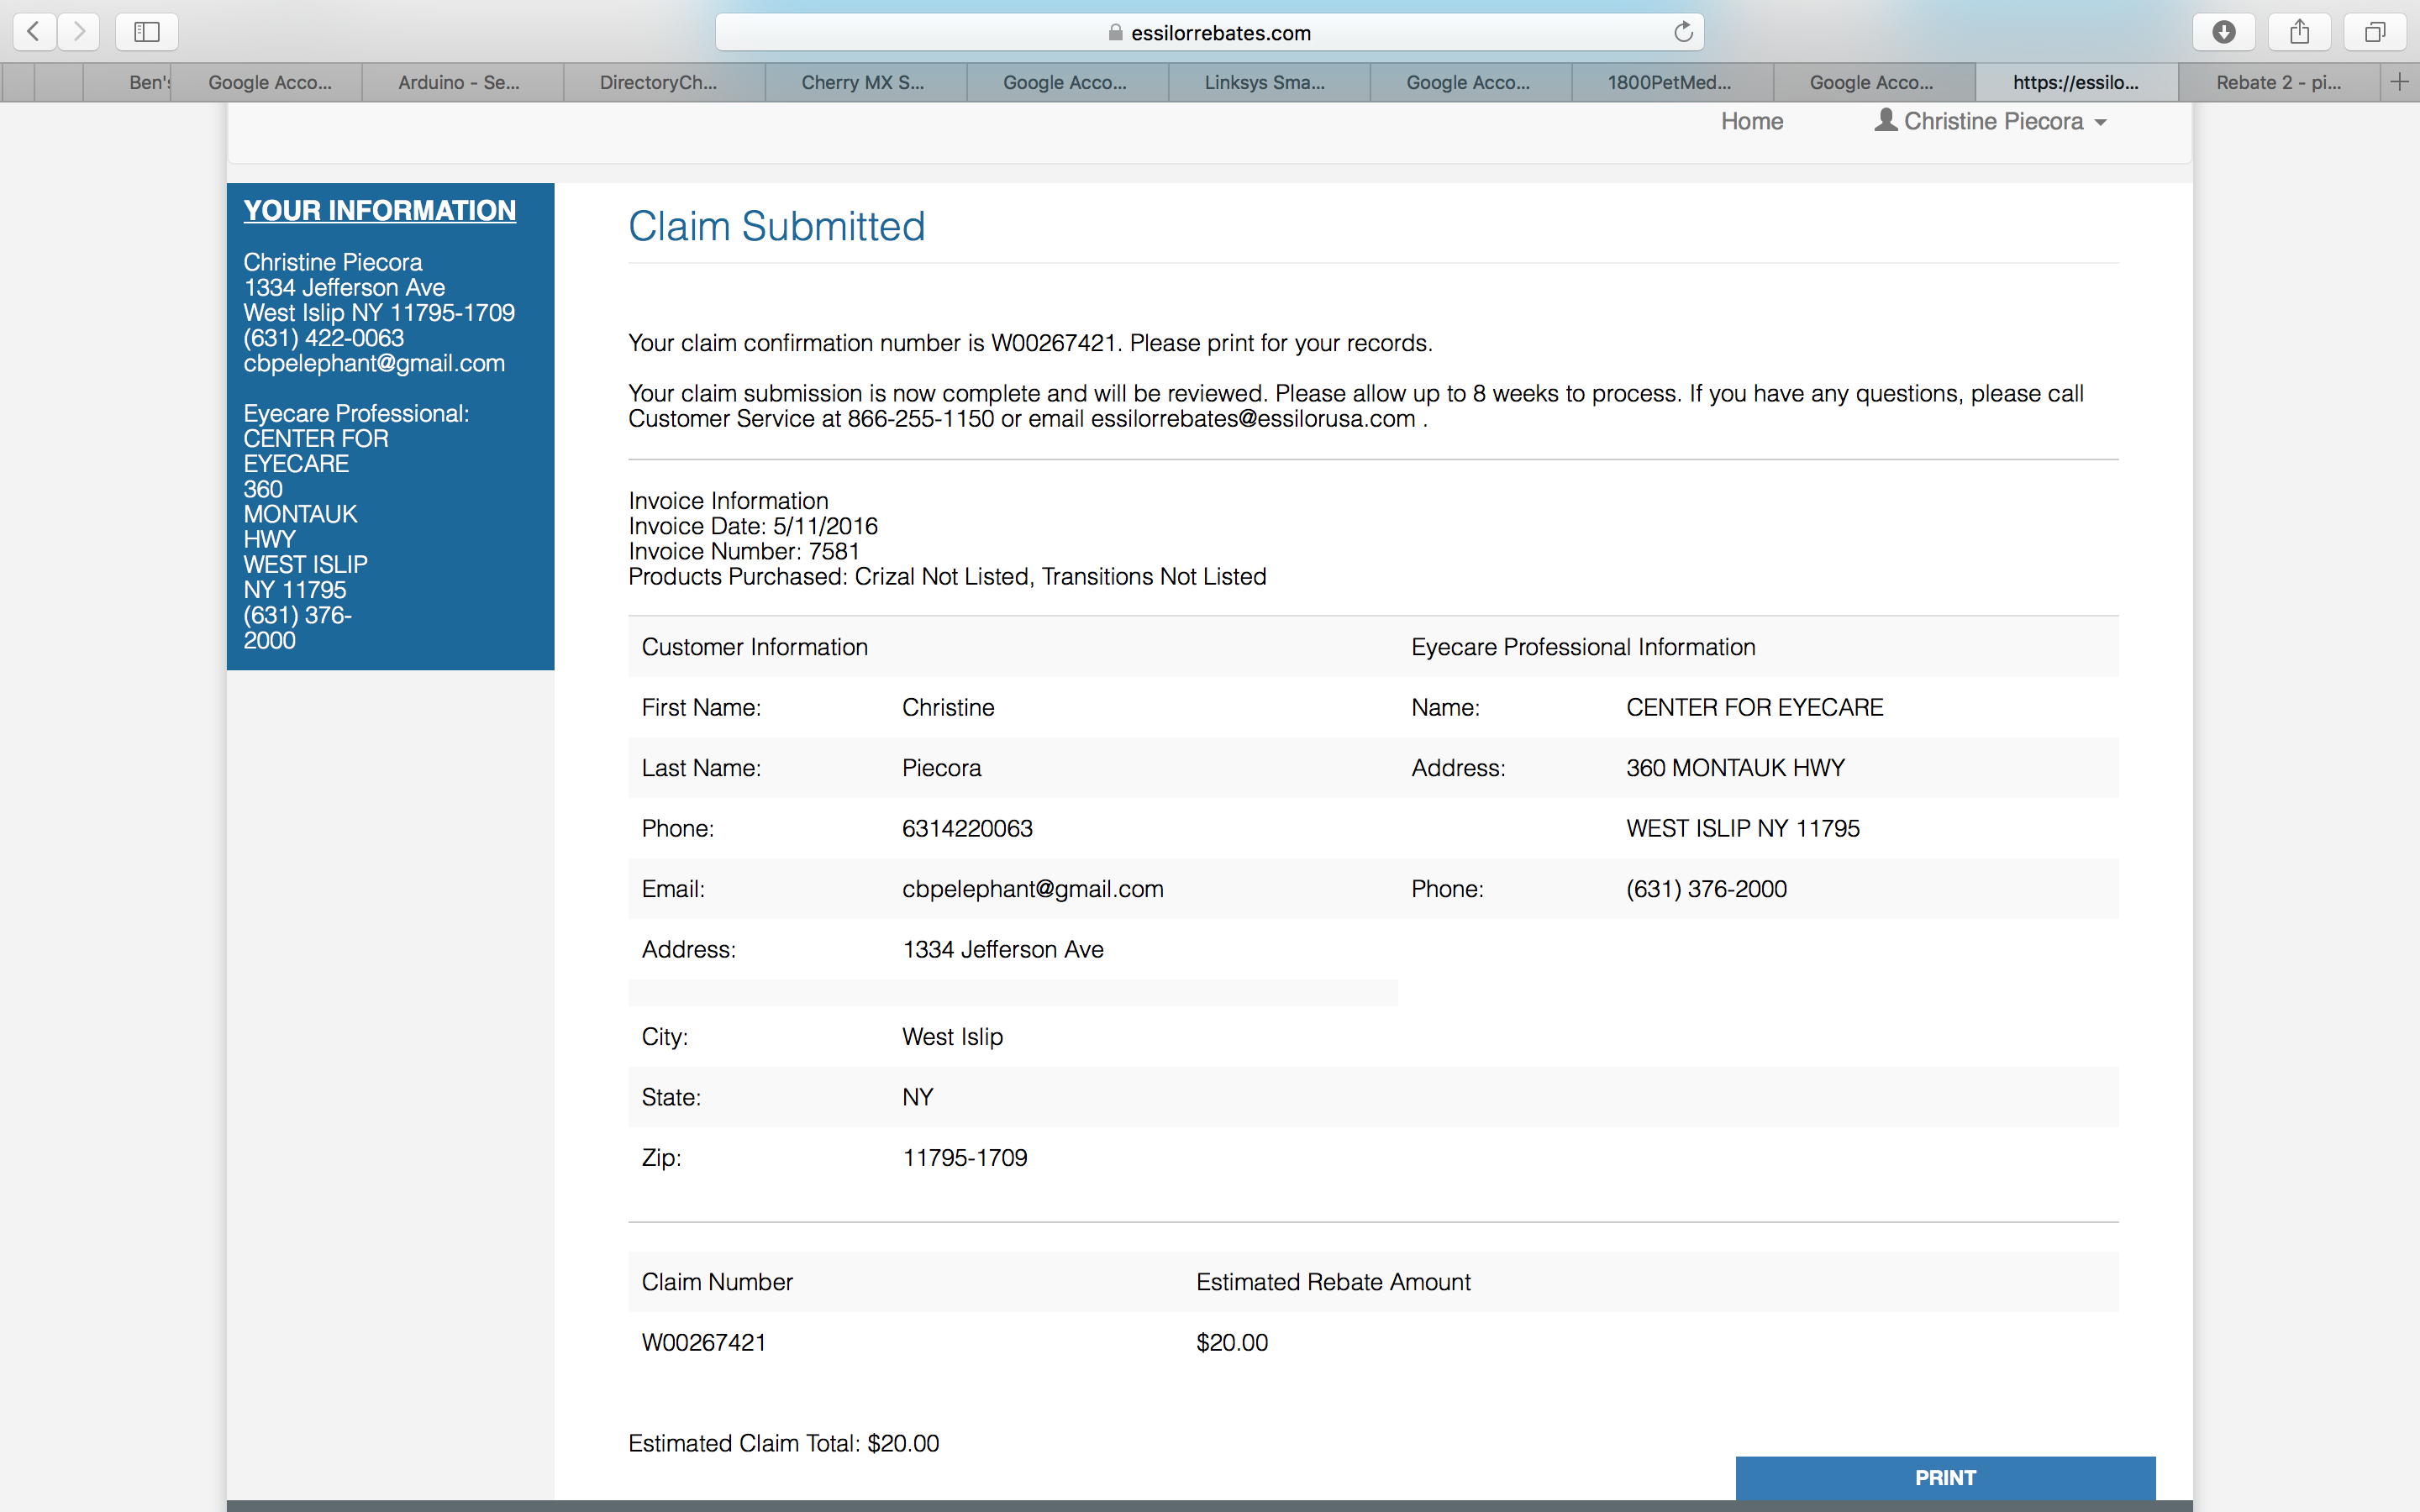 essilorrebates.com
Ben's Google Acco... Arduino - Se... DirectoryCh... Cherry MX S... Google Acco... Linksys Sma... Google Acco... 1800PetMed... Google Acco... https://essilo... Rebate 2 - pi...
Home Christine Piecora
YOUR INFORMATION
Christine Piecora
1334 Jefferson Ave
West Islip NY 11795-1709
(631) 422-0063
cbpelephant@gmail.com
Eyecare Professional:
CENTER FOR
EYECARE
360
MONTAUK
HWY
WEST ISLIP
NY 11795
(631) 376-
2000
Claim Submitted
Your claim confirmation number is W00267421. Please print for your records.
Your claim submission is now complete and will be reviewed. Please allow up to 8 weeks to process. If you have any questions, please call
Customer Service at 866-255-1150 or email essilorrebates@essilorusa.com .
Invoice Information
Invoice Date: 5/11/2016
Invoice Number: 7581
Products Purchased: Crizal Not Listed, Transitions Not Listed
Customer Information Eyecare Professional Information
First Name: Christine Name: CENTER FOR EYECARE
Last Name: Piecora Address: 360 MONTAUK HWY
Phone: 6314220063 WEST ISLIP NY 11795
Email: cbpelephant@gmail.com Phone: (631) 376-2000
Address: 1334 Jefferson Ave
City: West Islip
State: NY
Zip: 11795-1709
Claim Number Estimated Rebate Amount
W00267421 $20.00
Estimated Claim Total: $20.00
PRINT